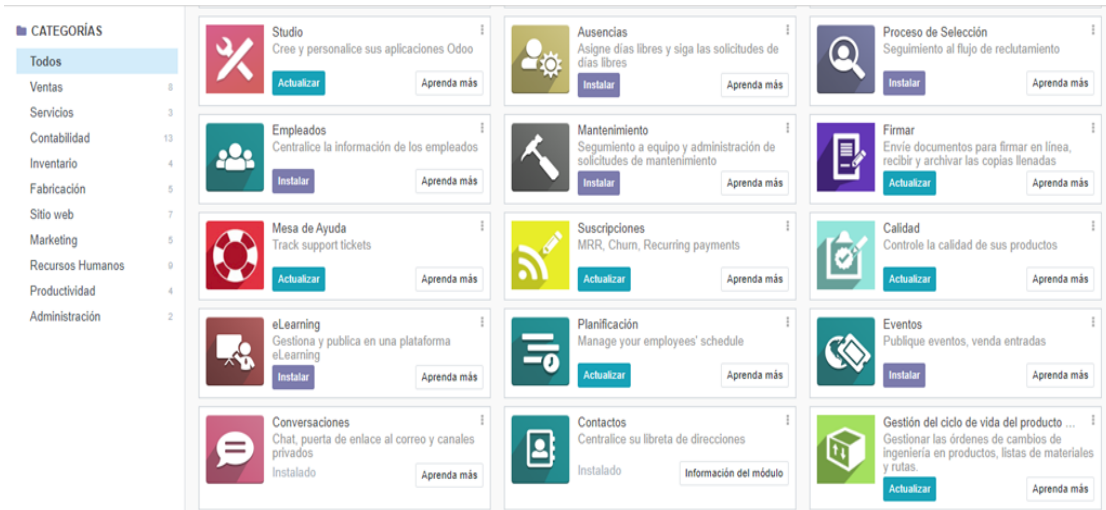 CATEGORÍAS
Todos
Ventas 8
Servicios 3
Contabilidad 13
Inventario 4
Fabricación 5
Sitio web 7
Marketing 5
Recursos Humanos 9
Productividad 4
Administración 2
Studio
Cree y personalice sus aplicaciones Odoo
Actualizar
Aprenda más
Ausencias
Asigne días libres y siga las solicitudes de
días libres
Instalar
Aprenda más
Proceso de Selección
Seguimiento al flujo de reclutamiento
Instalar
Aprenda más
Empleados
Centralice la información de los empleados
Instalar
Aprenda más
Mantenimiento
Segumiento a equipo y administración de
solicitudes de mantenimiento
Instalar
Aprenda más
Firmar
Envíe documentos para firmar en línea,
recibir y archivar las copias llenadas
Actualizar
Aprenda más
Mesa de Ayuda
Track support tickets
Actualizar
Aprenda más
Suscripciones
MRR, Churn, Recurring payments
Actualizar
Aprenda más
Calidad
Controle la calidad de sus productos
Actualizar
Aprenda más
eLearning
Gestiona y publica en una plataforma
eLearning
Instalar
Aprenda más
Planificación
Manage your employees' schedule
Actualizar
Aprenda más
Eventos
Publique eventos, venda entradas
Instalar
Aprenda más
Conversaciones
Chat, puerta de enlace al correo y canales
privados
Instalado
Aprenda más
Contactos
Centralice su libreta de direcciones
Instalado
Información del módulo
Gestión del ciclo de vida del producto ...
Gestionar las órdenes de cambios de
ingeniería en productos, listas de materiales
y rutas.
Actualizar
Aprenda más